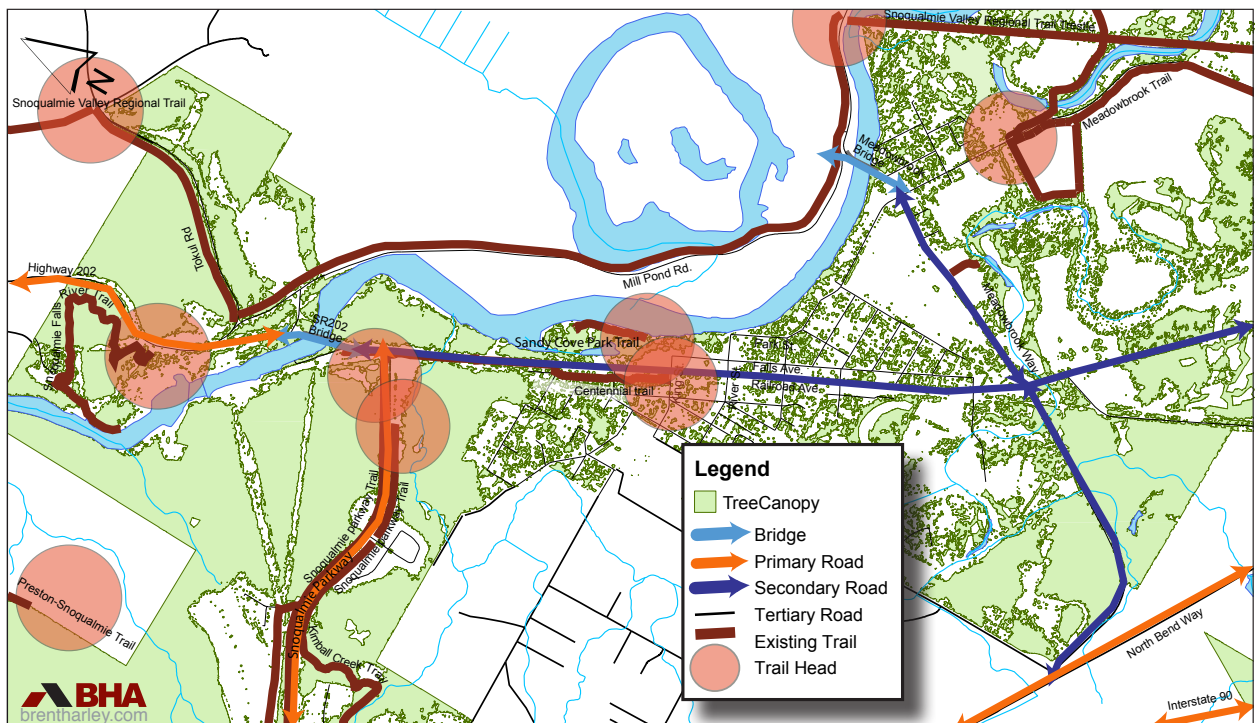 Snoqualmie Valley Regional Trail Trestle
N
Snoqualmie Valley Regional Trail
Meadowbrook Trail
Meadowbrook
Bridge
Tokul Rd
Highway 202
River Trail
Snoqualmie Falls
Mill Pond Rd.
SR202
Bridge
Sandy Cove Park Trail
Park St.
Falls Ave.
Railroad Ave.
River St.
Centennial trail
Meadowbrook Way
Snoqualmie parkway Trail
Snoqualmie parkway Trail
Snoqualmie Parkway
Kimball Creek Trail
Preston-Snoqualmie Trail
North Bend Way
Interstate 90
Legend
TreeCanopy
Bridge
Primary Road
Secondary Road
Tertiary Road
Existing Trail
Trail Head
BHA
brentharley.com